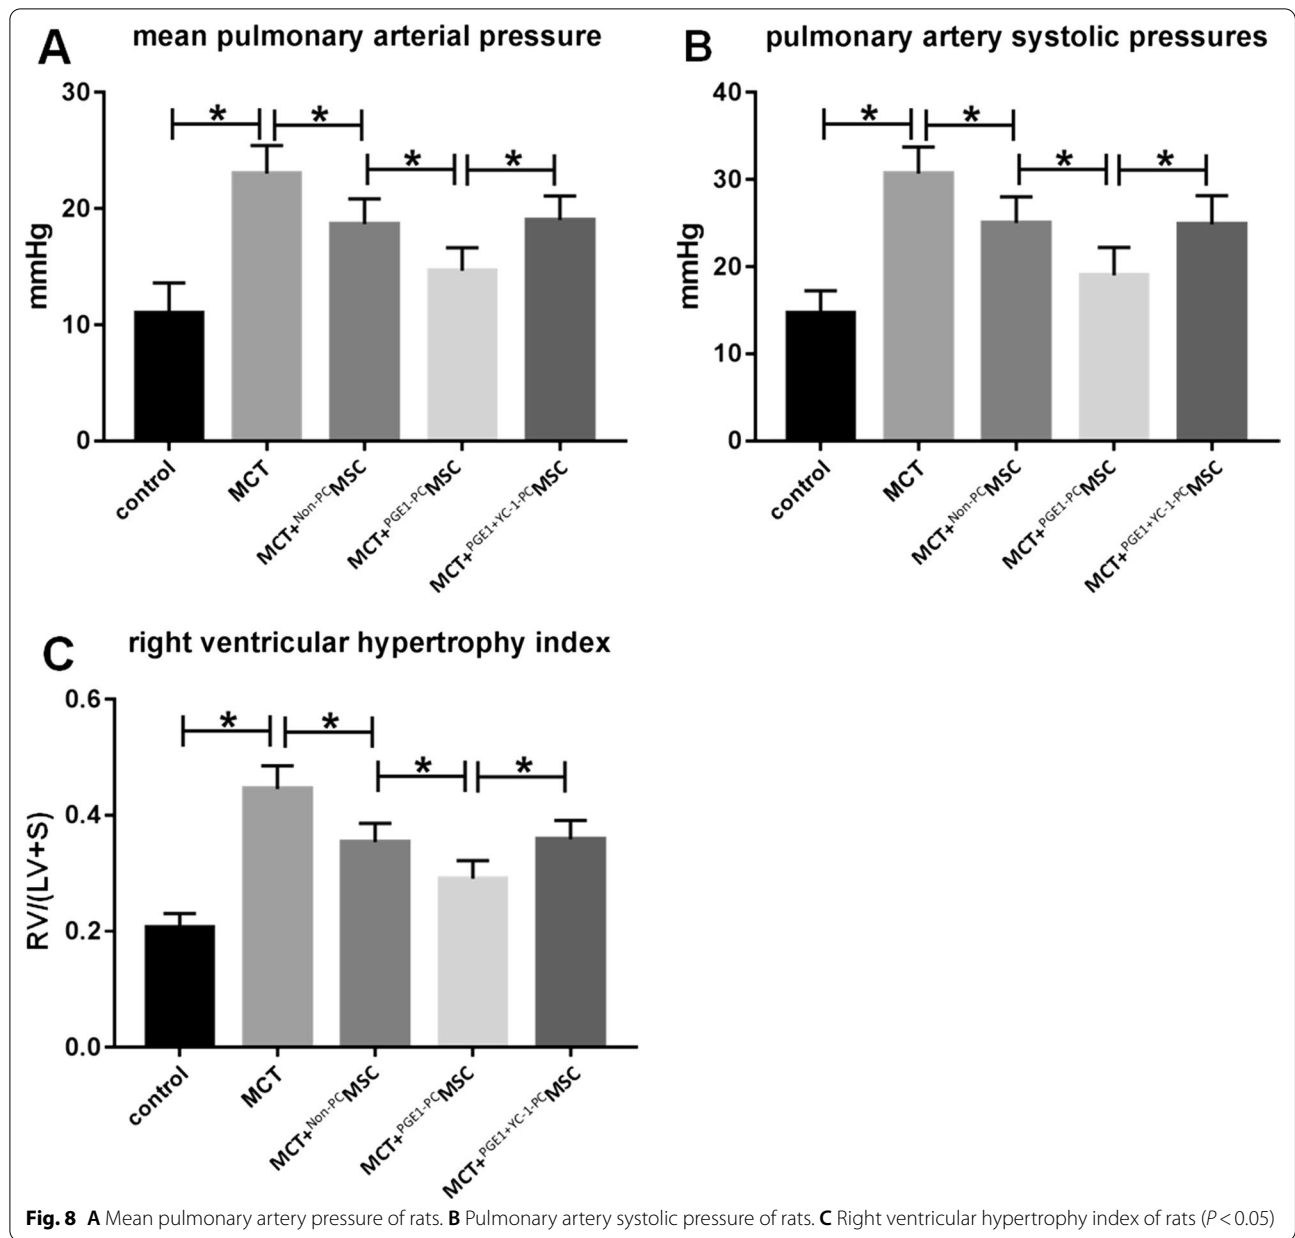 A mean pulmonary arterial pressure
mmHg
30
20
10
0
* * * *
control
MCT
MCT+Non-PCMSC
MCT+PGE1-PCMSC
MCT+PGE1+YC-1-PCMSC
B pulmonary artery systolic pressures
mmHg
40
30
20
10
0
* * * *
control
MCT
MCT+Non-PCMSC
MCT+PGE1-PCMSC
MCT+PGE1+YC-1-PCMSC
C right ventricular hypertrophy index
RV/(LV+S)
0.6
0.4
0.2
0.0
* * * *
control
MCT
MCT+Non-PCMSC
MCT+PGE1-PCMSC
MCT+PGE1+YC-1-PCMSC
Fig. 8 A Mean pulmonary artery pressure of rats. B Pulmonary artery systolic pressure of rats. C Right ventricular hypertrophy index of rats (P < 0.05)